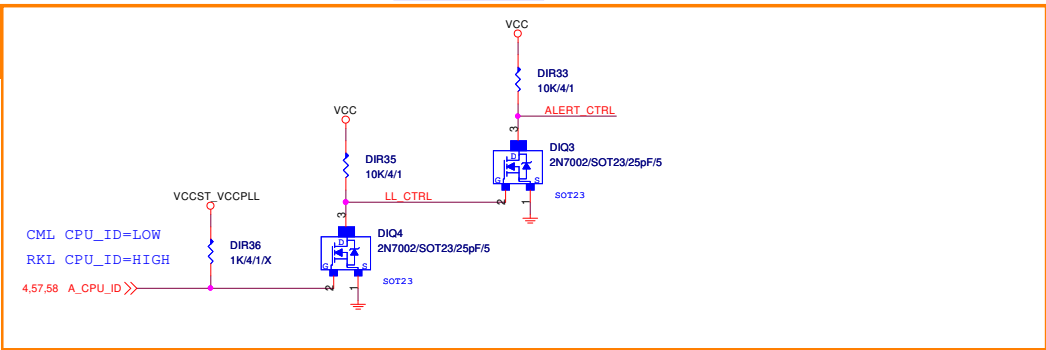 VCC
DIR33
10K/4/1
ALERT_CTRL
VCC
3
DIQ3
2N7002/SOT23/25pF/5
D
G
S
SOT23
2
1
DIR35
10K/4/1
LL_CTRL
VCCST_VCCPLL
3
DIQ4
2N7002/SOT23/25pF/5
D
G
S
SOT23
2
1
CML CPU_ID=LOW
RKL CPU_ID=HIGH
DIR36
1K/4/1/X
4,57,58 A_CPU_ID